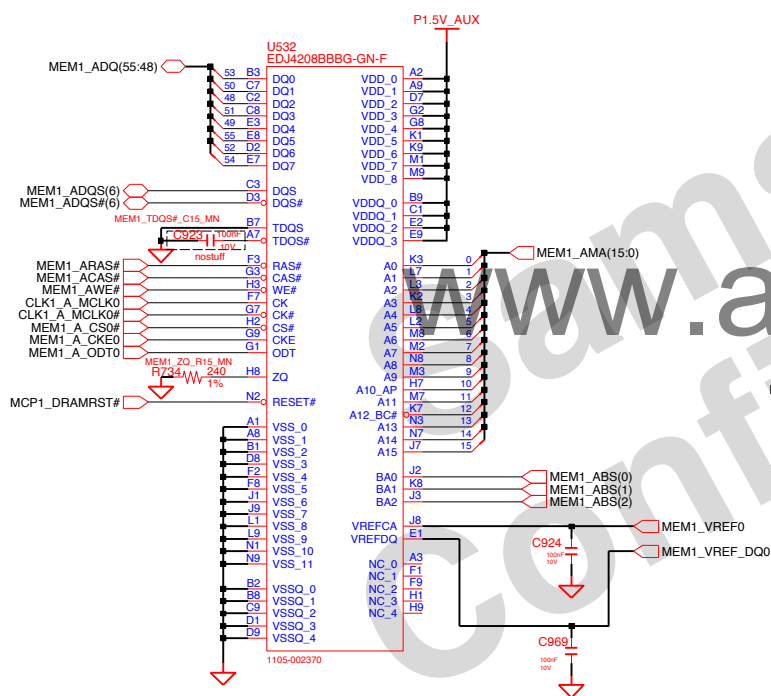 P1.5V_AUX
U532
EDJ4208BBBG-GN-F
MEM1_ADQ(55:48)
53 B3 DQ0
50 C7 DQ1
48 C2 DQ2
51 C8 DQ3
49 E3 DQ4
55 E8 DQ5
52 D2 DQ6
54 E7 DQ7
VDD_0 A2
VDD_1 A9
VDD_2 D7
VDD_3 G2
VDD_4 G8
VDD_5 K1
VDD_6 K9
VDD_7 M1
VDD_8 M9
MEM1_ADQS(6) C3 DQS
MEM1_ADQS#(6) D3 DQS#
VDDQ_0 B9
VDDQ_1 C1
VDDQ_2 E2
VDDQ_3 E9
MEM1_TDQS#_C15_MN
B7 TDQS
C923 100nF A7 TDOS#
10V
nostuff
MEM1_ARAS# F3 RAS#
MEM1_ACAS# G3 CAS#
MEM1_AWE# H3 WE#
CLK1_A_MCLK0 F7 CK
CLK1_A_MCLK0# G7 CK#
MEM1_A_CS0# H2 CS#
MEM1_A_CKE0 G9 CKE
MEM1_A_ODT0 G1 ODT
MEM1_AMA(15:0)
A0 K3 0
A1 L7 1
A2 L3 2
A3 K2 3
A4 L8 4
A5 L2 5
A6 M8 6
A7 M2 7
A8 N8 8
A9 M3 9
A10_AP H7 10
A11 M7 11
A12_BC# K7 12
A13 N3 13
A14 N7 14
A15 J7 15
MEM1_ZQ_R15_MN
R734 240 H8 ZQ
1%
MCP1_DRAMRST# N2 RESET#
A1 VSS_0
A8 VSS_1
B1 VSS_2
D8 VSS_3
F2 VSS_4
F8 VSS_5
J1 VSS_6
J9 VSS_7
L1 VSS_8
L9 VSS_9
N1 VSS_10
N9 VSS_11
BA0 J2 MEM1_ABS(0)
BA1 K8 MEM1_ABS(1)
BA2 J3 MEM1_ABS(2)
VREFCA J8 MEM1_VREF0
VREFDQ E1 MEM1_VREF_DQ0
C924
100nF
10V
NC_0 A3
NC_1 F1
NC_2 F9
NC_3 H1
NC_4 H9
B2 VSSQ_0
B8 VSSQ_1
C9 VSSQ_2
D1 VSSQ_3
D9 VSSQ_4
C969
100nF
10V
1105-002370
www.a
Sams
Confi